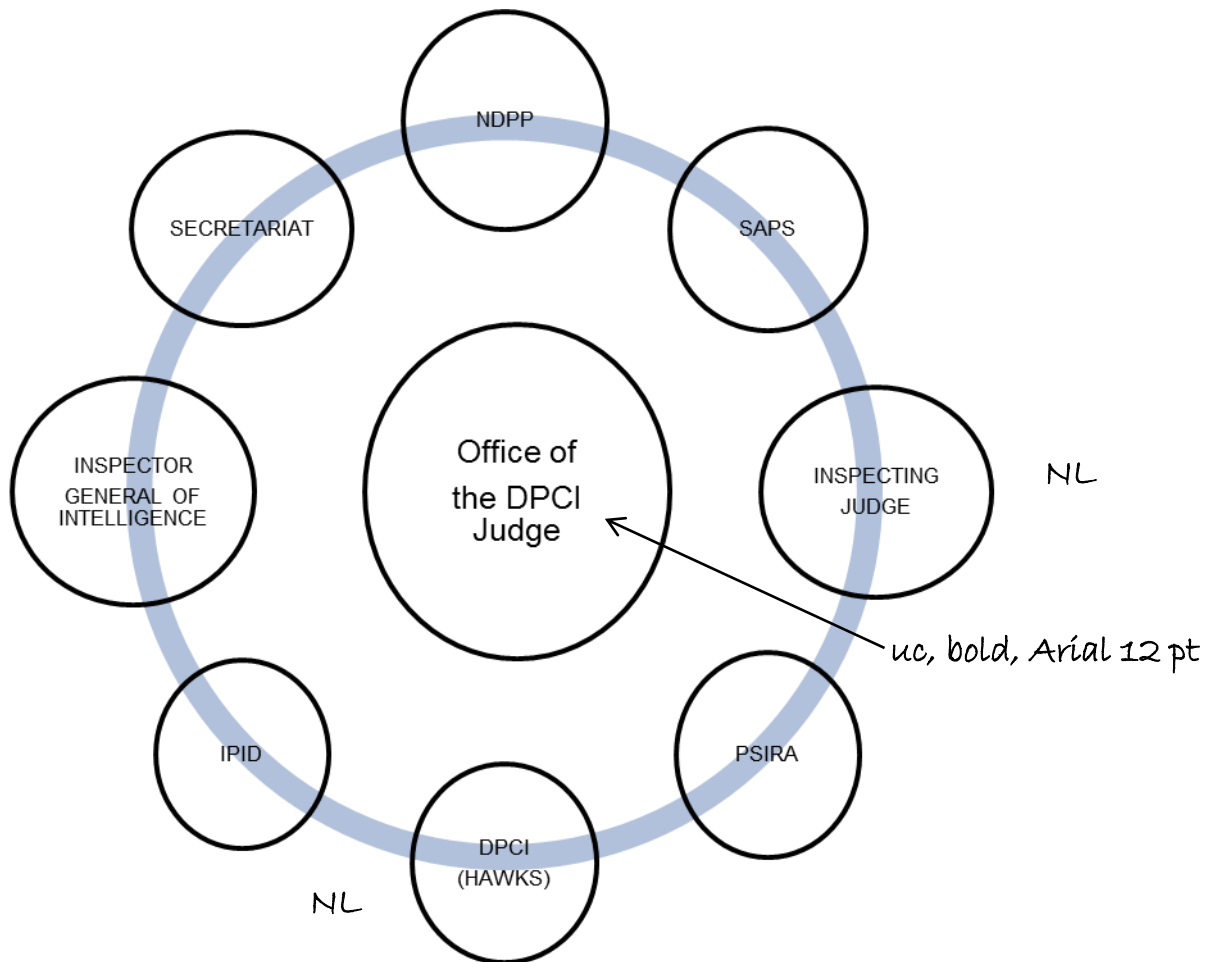 NDPP
SECRETARIAT
SAPS
INSPECTOR
GENERAL OF
INTELLIGENCE
Office of
the DPCI
Judge
INSPECTING
JUDGE
NL
uc, bold, Arial 12 pt
IPID
PSIRA
DPCI
(HAWKS)
NL